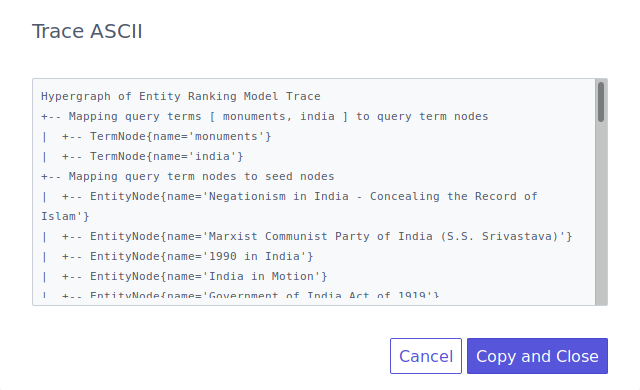 Trace ASCII
Hypergraph of Entity Ranking Model Trace
+-- Mapping query terms [ monuments, india ] to query term nodes
|  +-- TermNode{name='monuments'}
|  +-- TermNode{name='india'}
+-- Mapping query term nodes to seed nodes
|  +-- EntityNode{name='Negationism in India - Concealing the Record of
Islam'}
|  +-- EntityNode{name='Marxist Communist Party of India (S.S. Srivastava)'}
|  +-- EntityNode{name='1990 in India'}
|  +-- EntityNode{name='India in Motion'}
|  +-- EntityNode{name='Government of India Act of 1919'}
Cancel Copy and Close